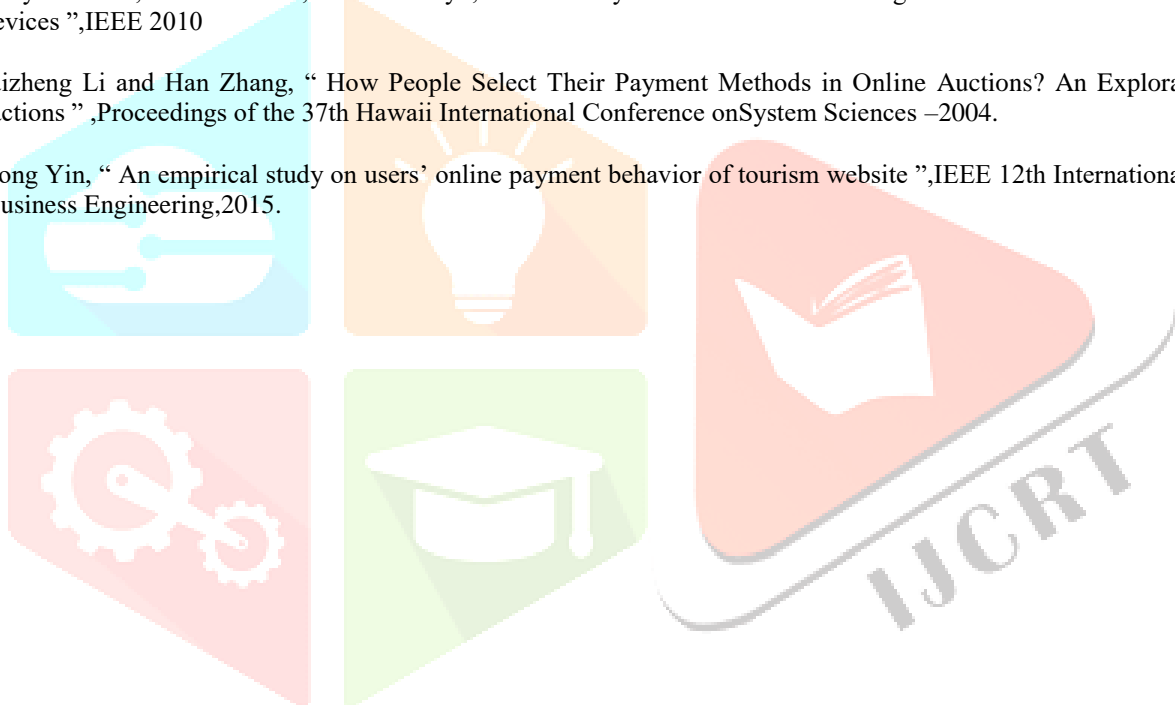 evices ”,IEEE 2010
izheng Li and Han Zhang, “ How People Select Their Payment Methods in Online Auctions? An Explora
ctions ” ,Proceedings of the 37th Hawaii International Conference onSystem Sciences –2004.
ong Yin, “ An empirical study on users’ online payment behavior of tourism website ”,IEEE 12th Internationa
usiness Engineering,2015.
IJCRT